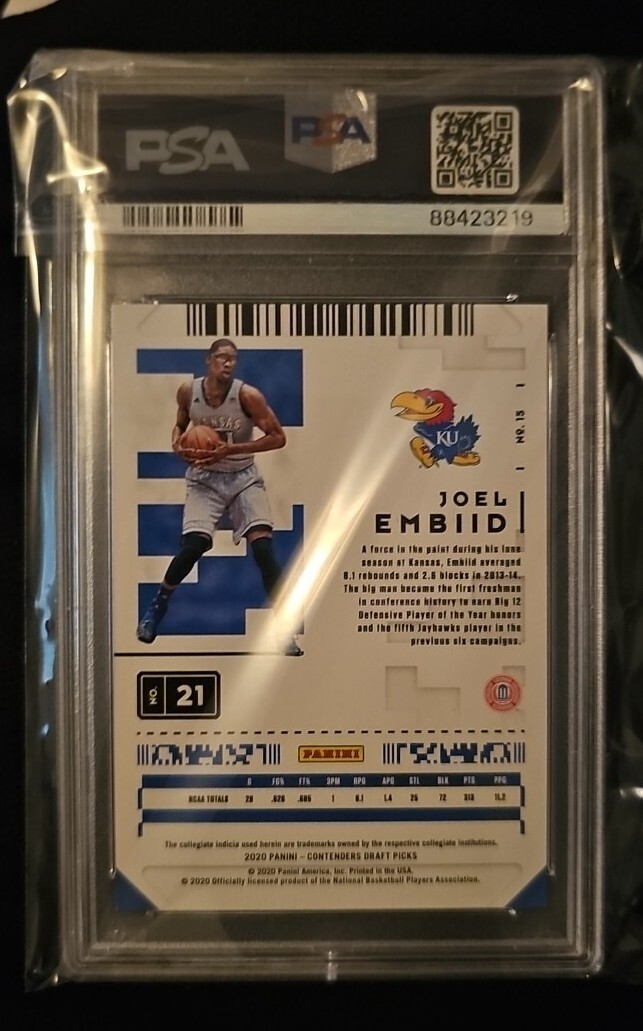 PSA PSA
88423219
KANSAS
KU
No. 15
JOEL
EMBIID
A force in the paint during his lone
season at Kansas, Embiid averaged
8.1 rebounds and 2.6 blocks in 2013-14.
The big man became the first freshman
in conference history to earn Big 12
Defensive Player of the Year honors
and the fifth Jayhawks player in the
previous six campaigns.
NO. 21
PANINI
G FG% FT% 3PM RPG APG STL BLK PTS PPG
NCAA TOTALS 28 .626 .685 1 8.1 1.4 25 72 313 11.2
The collegiate indicia used herein are trademarks owned by the respective collegiate institutions.
2020 PANINI – CONTENDERS DRAFT PICKS
© 2020 Panini America, Inc. Printed in the USA.
© 2020 Officially licensed product of the National Basketball Players Association.